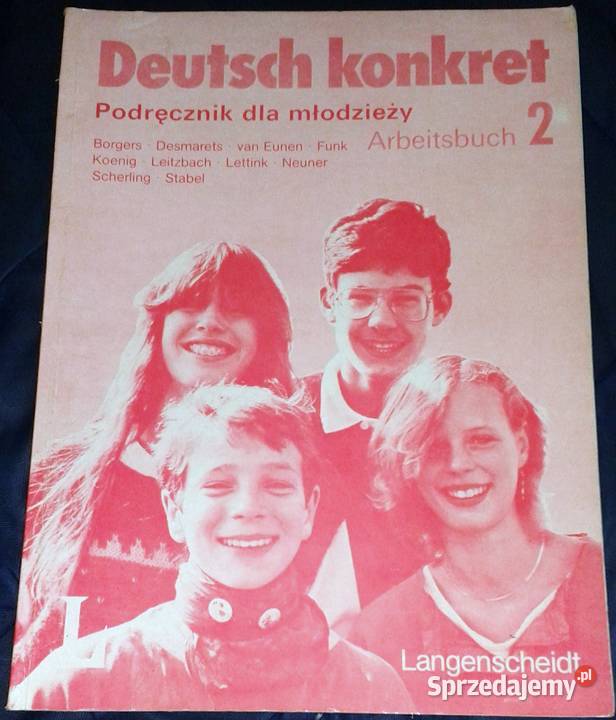 Deutsch konkret
Podręcznik dla młodzieży
Arbeitsbuch 2
Borgers · Desmarets · van Eunen · Funk
Koenig · Leitzbach · Lettink · Neuner
Scherling · Stabel
L
Langenscheidt
Sprzedajemy.pl